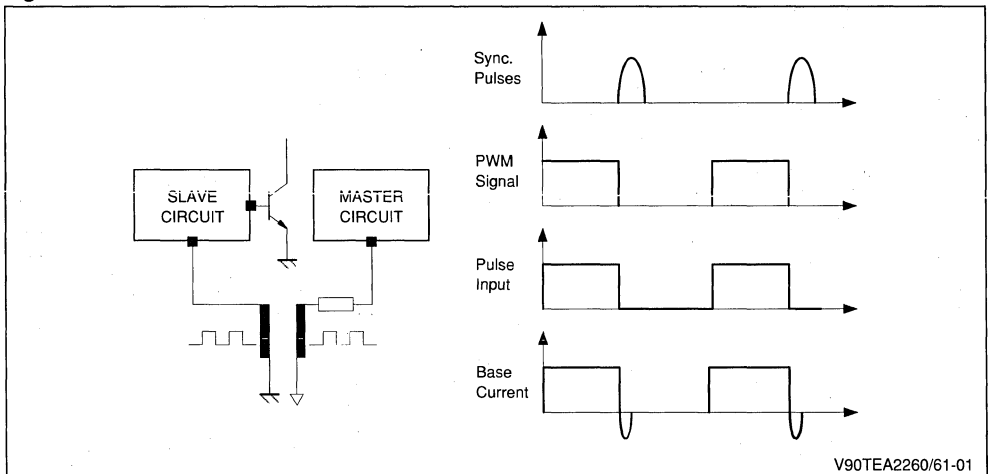 SLAVE
CIRCUIT
MASTER
CIRCUIT
Sync.
Pulses
PWM
Signal
Pulse
Input
Base
Current
V90TEA2260/61-01